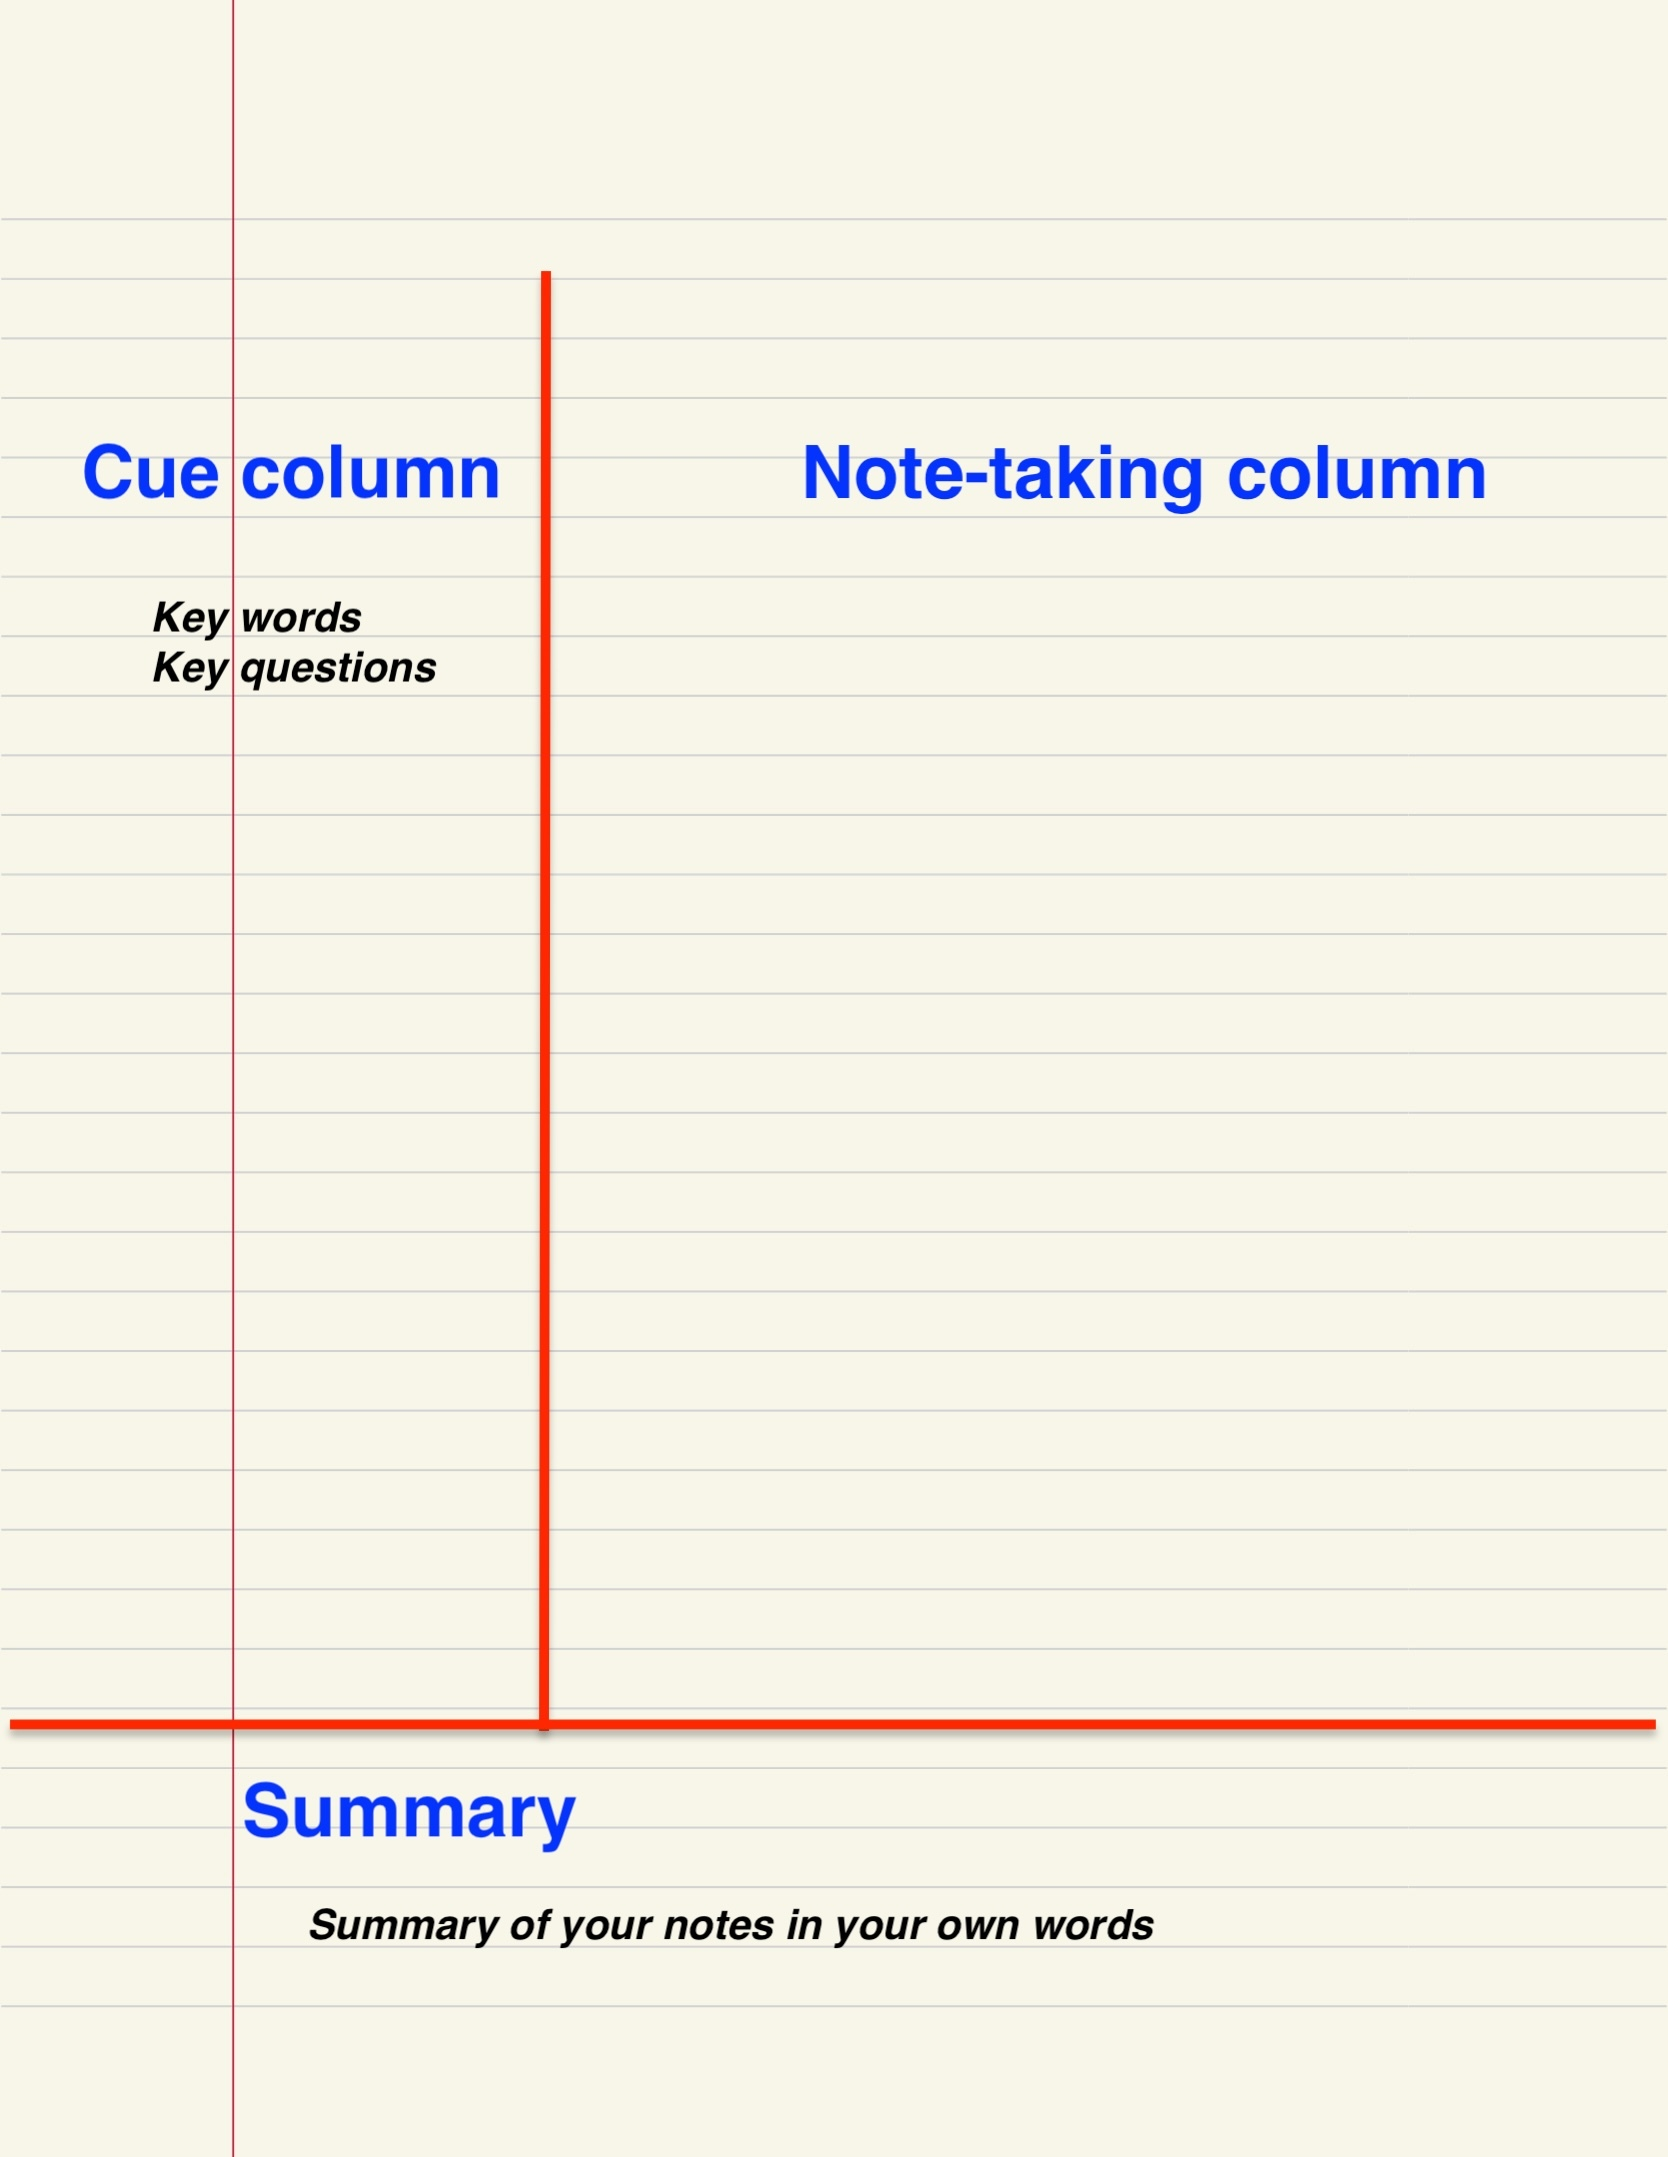 Cue column
Note-taking column
Key words
Key questions
Summary
Summary of your notes in your own words